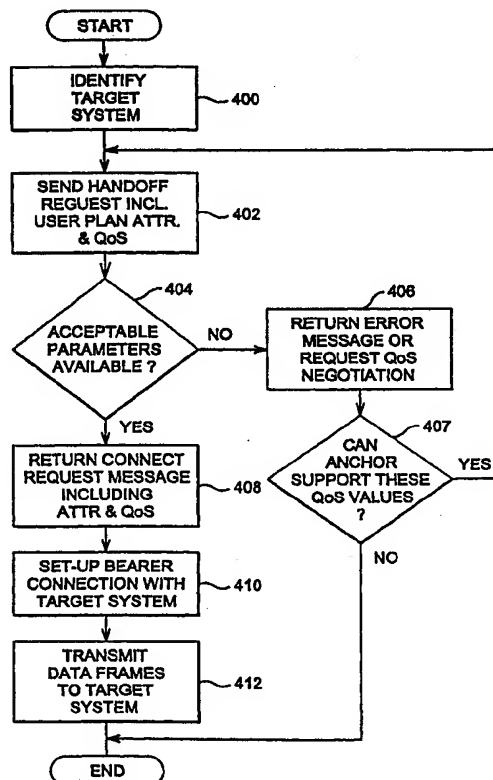 START
IDENTIFY
TARGET
SYSTEM
400
SEND HANDOFF
REGUEST INCL.
USER PLAN ATTR.
& QoS
402
404
ACCEPTABLE
PARAMETERS
AVAILABLE ?
NO
YES
406
RETURN ERROR
MESSAGE OR
REQUEST QoS
NEGOTIATION
407
CAN
ANCHOR
SUPPORT THESE
QoS VALUES
?
YES
NO
RETURN CONNECT
REQUEST MESSAGE
INCLUDING
ATTR & QoS
408
SET-UP BEARER
CONNECTION WITH
TARGET SYSTEM
410
TRANSMIT
DATA FRAMES
TO TARGET
SYSTEM
412
END